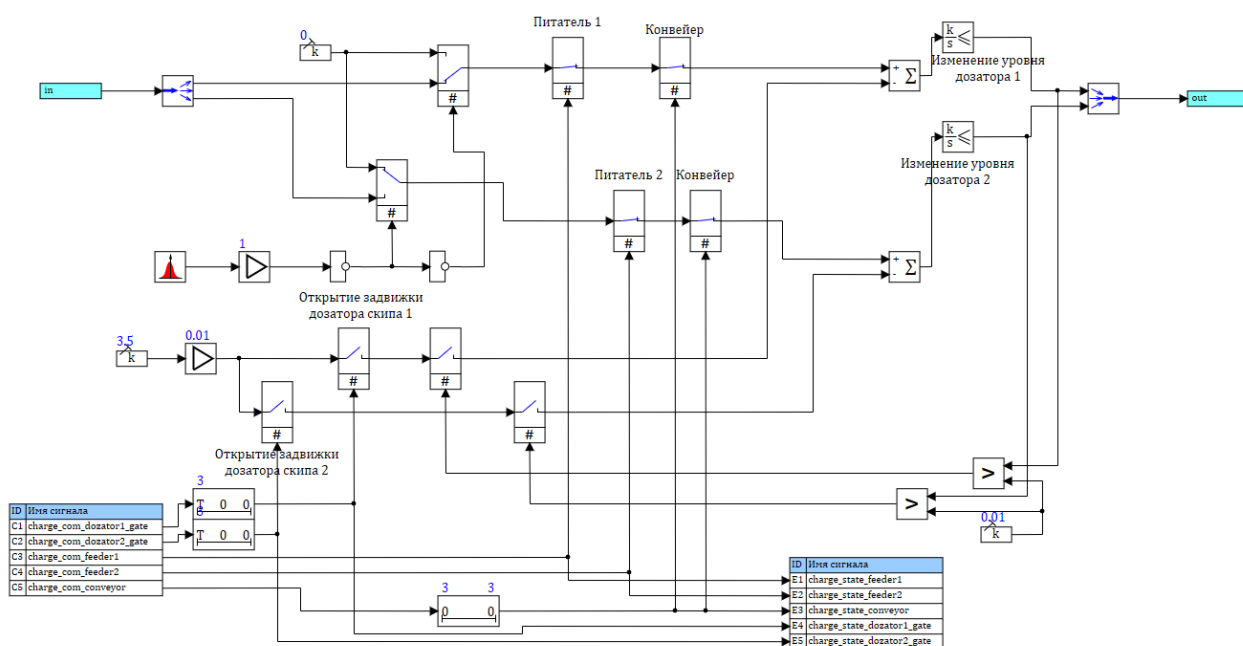 Питатель 1
Конвейер
0
k
k
s
Изменение уровня
дозатора 1
in
#
#
#
+
-
Σ
out
k
s
Изменение уровня
дозатора 2
Питатель 2
Конвейер
#
#
#
1
+
-
Σ
Открытие задвижки
дозатора скипа 1
3.5
k
0.01
#
#
#
#
Открытие задвижки
дозатора скипа 2
>
>
0.01
k
3
T 0 0
T 0 0
ID Имя сигнала
C1 charge_com_dozator1_gate
C2 charge_com_dozator2_gate
C3 charge_com_feeder1
C4 charge_com_feeder2
C5 charge_com_conveyor
3 3
0 0
ID Имя сигнала
E1 charge_state_feeder1
E2 charge_state_feeder2
E3 charge_state_conveyor
E4 charge_state_dozator1_gate
E5 charge_state_dozator2_gate